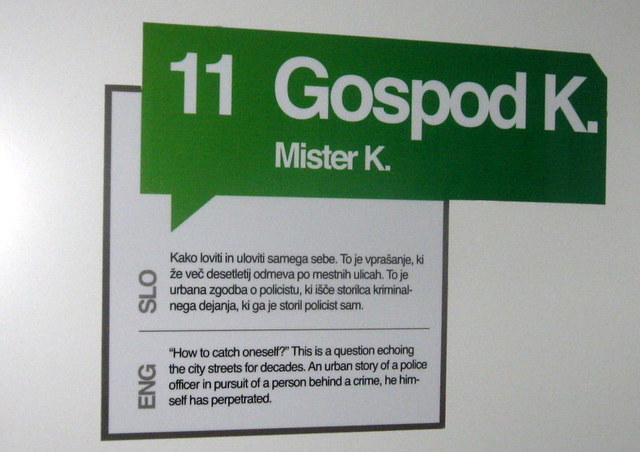 11 Gospod K.
Mister K.
SLO
Kako loviti in uloviti samega sebe. To je vprašanje, ki
že več desetletij odmeva po mestnih ulicah. To je
urbana zgodba o policistu, ki išče storilca kriminal-
nega dejanja, ki ga je storil policist sam.
ENG
“How to catch oneself?” This is a question echoing
the city streets for decades. An urban story of a police
officer in pursuit of a person behind a crime, he him-
self has perpetrated.